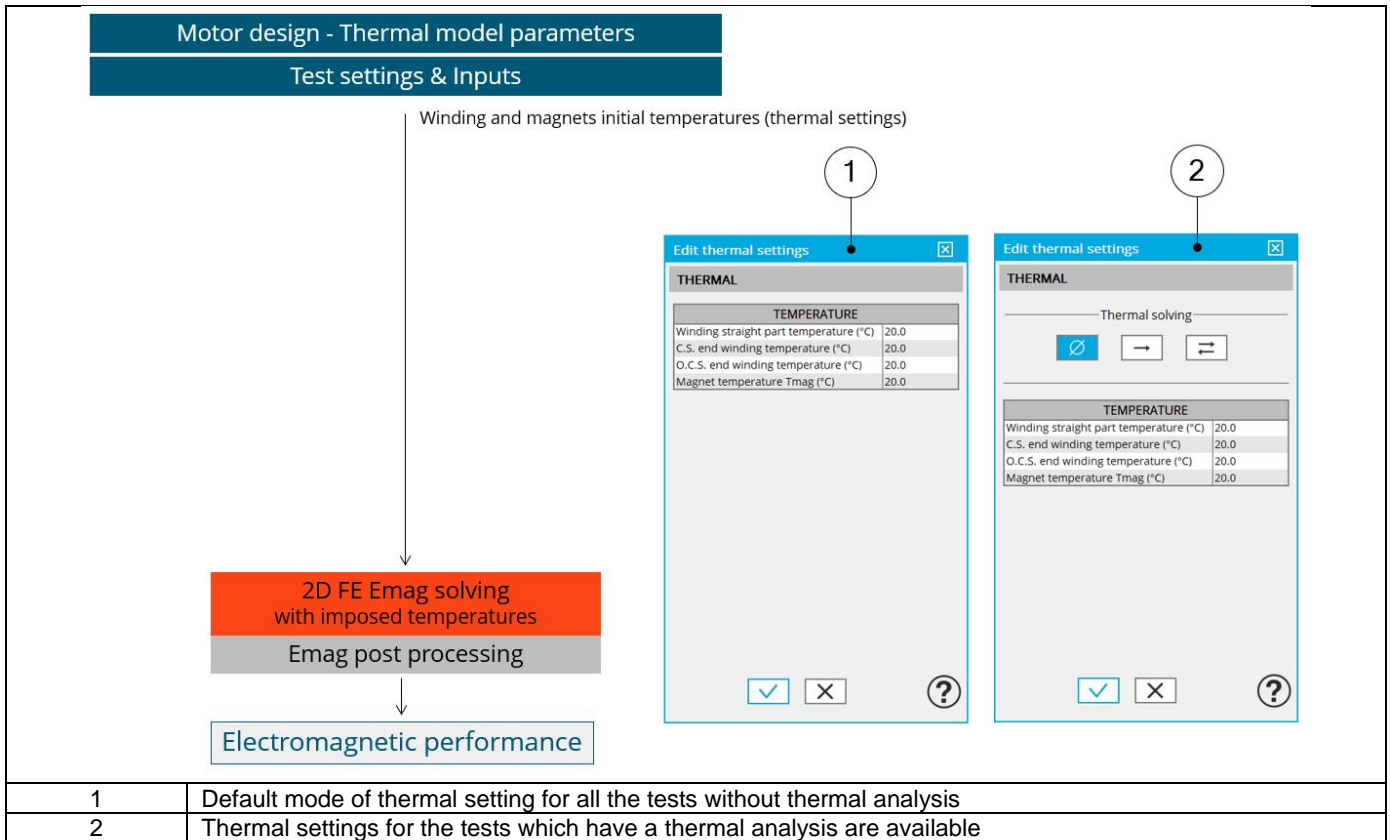 Motor design - Thermal model parameters
Test settings & Inputs
Winding and magnets initial temperatures (thermal settings)
1
2
Edit thermal settings
THERMAL
TEMPERATURE
Winding straight part temperature (°C) 20.0
C.S. end winding temperature (°C) 20.0
O.C.S. end winding temperature (°C) 20.0
Magnet temperature Tmag (°C) 20.0
?
Edit thermal settings
THERMAL
Thermal solving
TEMPERATURE
Winding straight part temperature (°C) 20.0
C.S. end winding temperature (°C) 20.0
O.C.S. end winding temperature (°C) 20.0
Magnet temperature Tmag (°C) 20.0
?
2D FE Emag solving
with imposed temperatures
Emag post processing
Electromagnetic performance
1 Default mode of thermal setting for all the tests without thermal analysis
2 Thermal settings for the tests which have a thermal analysis are available